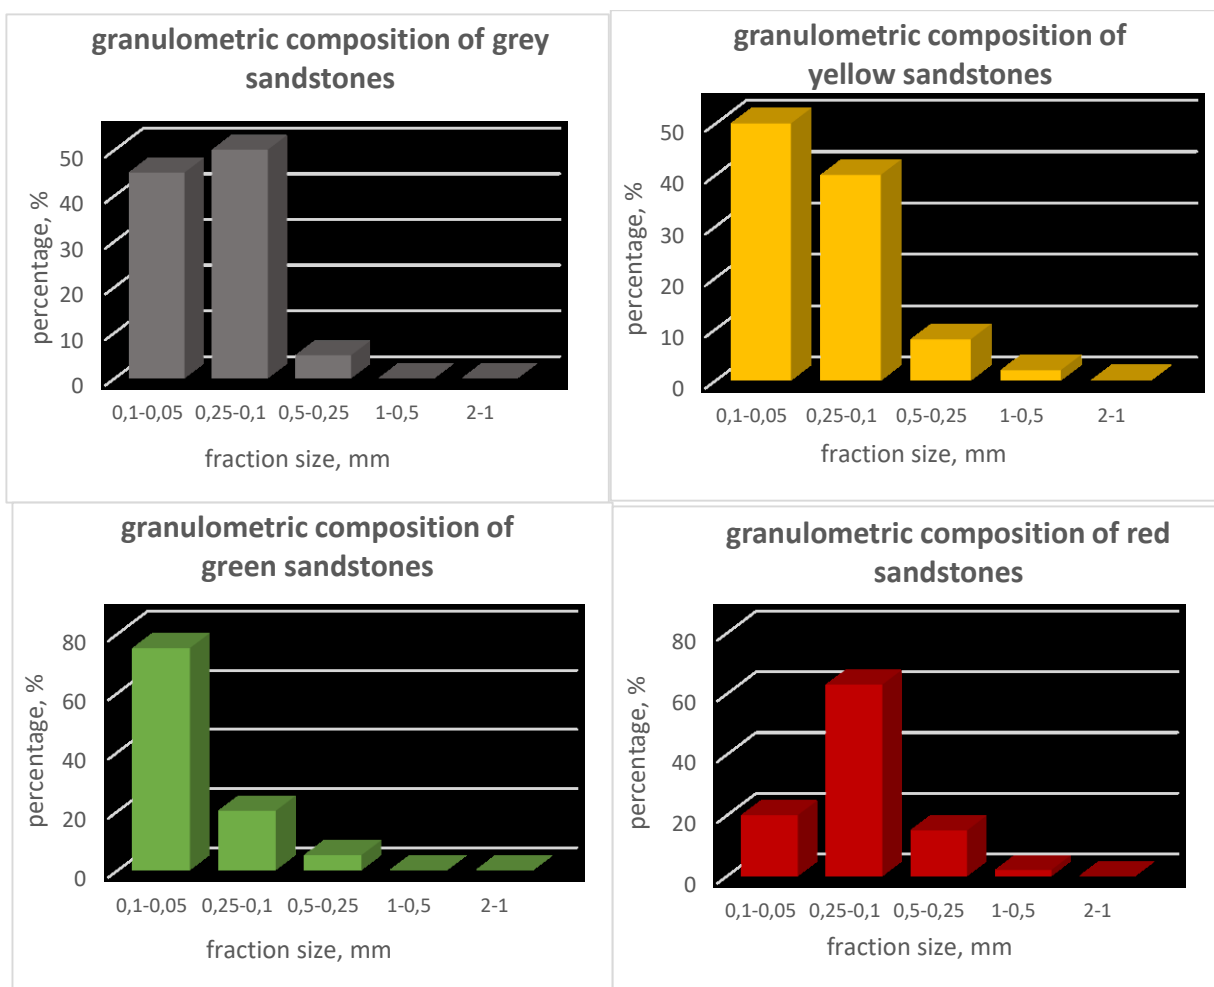 granulometric composition of grey
sandstones
percentage, %
50
40
30
20
10
0
0,1-0,05 0,25-0,1 0,5-0,25 1-0,5 2-1
fraction size, mm
granulometric composition of
yellow sandstones
percentage, %
50
40
30
20
10
0
0,1-0,05 0,25-0,1 0,5-0,25 1-0,5 2-1
fraction size, mm
granulometric composition of
green sandstones
percentage, %
80
60
40
20
0
0,1-0,05 0,25-0,1 0,5-0,25 1-0,5 2-1
fraction size, mm
granulometric composition of red
sandstones
percentage, %
80
60
40
20
0
0,1-0,05 0,25-0,1 0,5-0,25 1-0,5 2-1
fraction size, mm